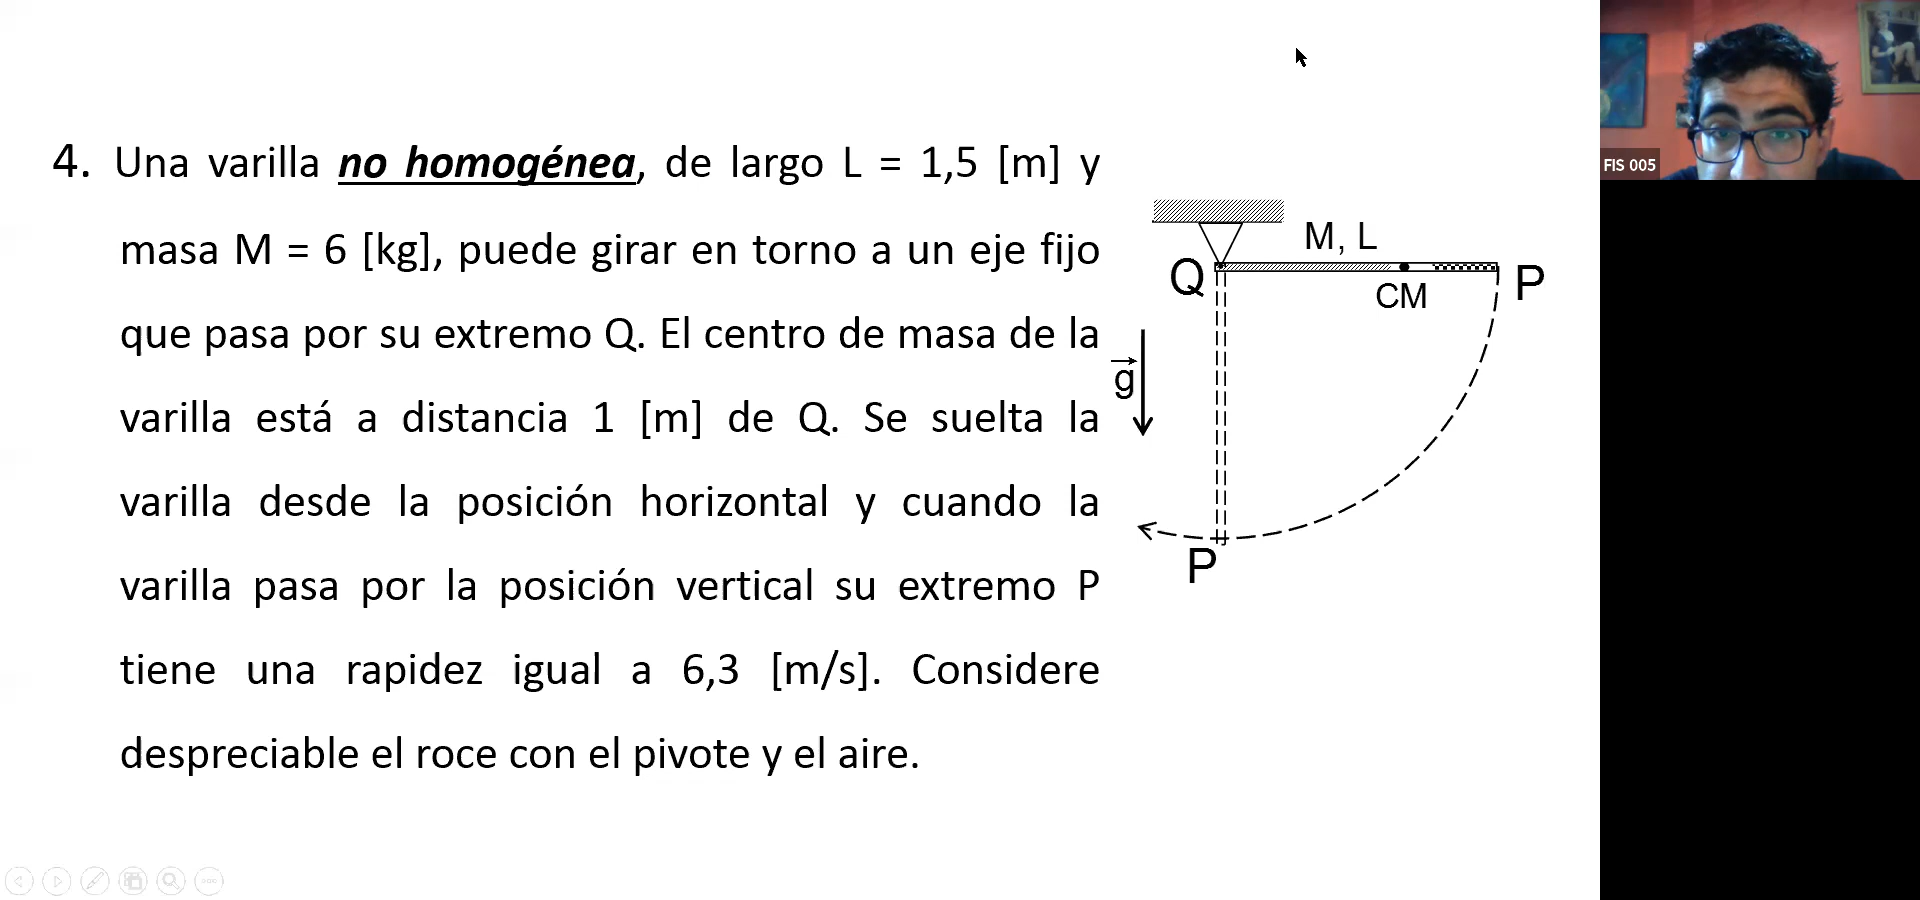 4. Una varilla no homogénea, de largo L = 1,5 [m] y
masa M = 6 [kg], puede girar en torno a un eje fijo
que pasa por su extremo Q. El centro de masa de la
varilla está a distancia 1 [m] de Q. Se suelta la
varilla desde la posición horizontal y cuando la
varilla pasa por la posición vertical su extremo P
tiene una rapidez igual a 6,3 [m/s]. Considere
despreciable el roce con el pivote y el aire.
M, L
Q
P
CM
g
P
FIS 005